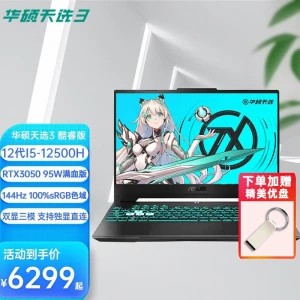 华硕天选3
华硕天选3 酷睿版
12代I5-12500H
RTX3050 95W满血版
144Hz 100%sRGB色域
双显三模 支持独显直连
下单加赠
精美优盘
活动到手价
¥6299起
华硕天选